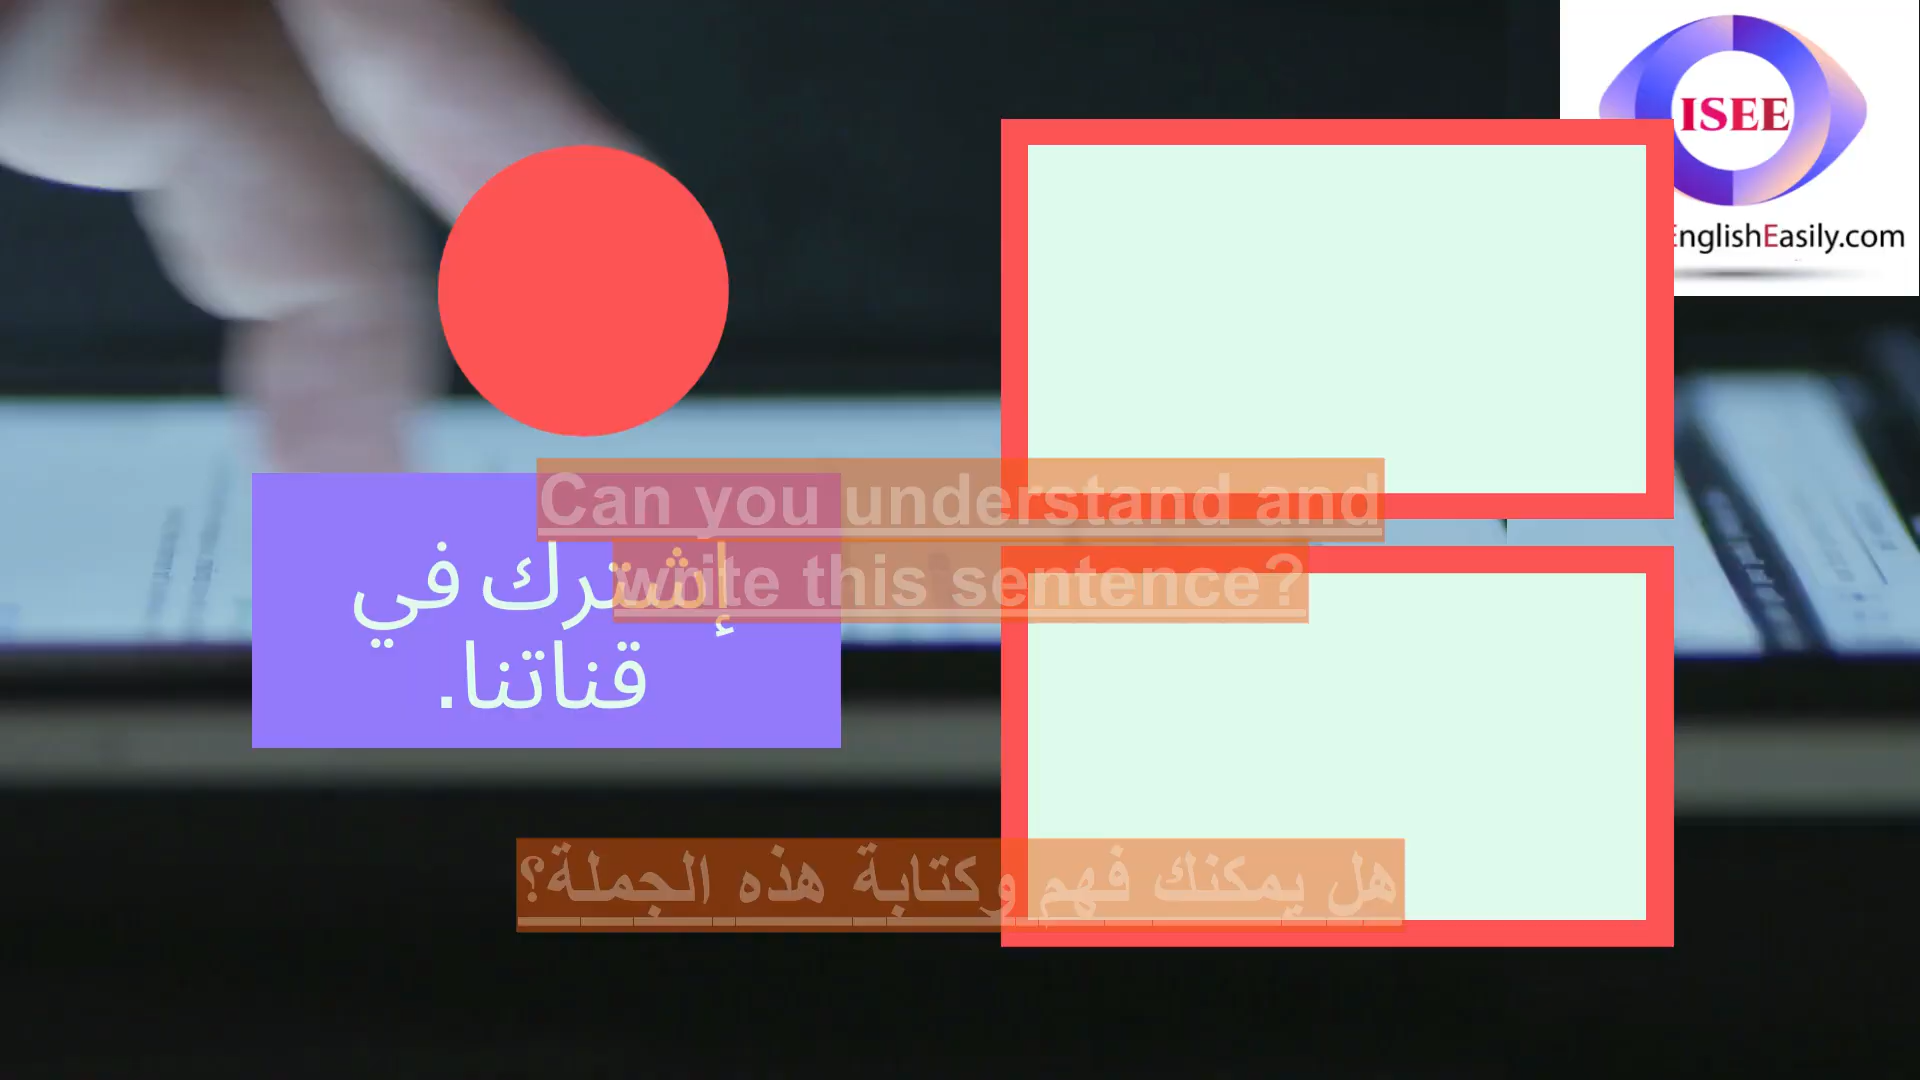 ISEE
EnglishEasily.com
Can you understand and
write this sentence?
إشترك في
قناتنا.
هل يمكنك فهم وكتابة هذه الجملة؟